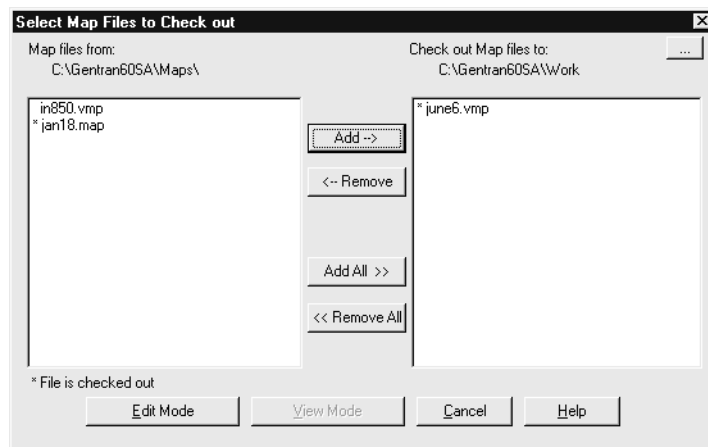 Select Map Files to Check out
Map files from:
C:\Gentran60SA\Maps\
Check out Map files to:
C:\Gentran60SA\Work
...
in850.vmp
* jan18.map
* june6.vmp
Add -->
<-- Remove
Add All >>
<< Remove All
* File is checked out
Edit Mode
View Mode
Cancel
Help